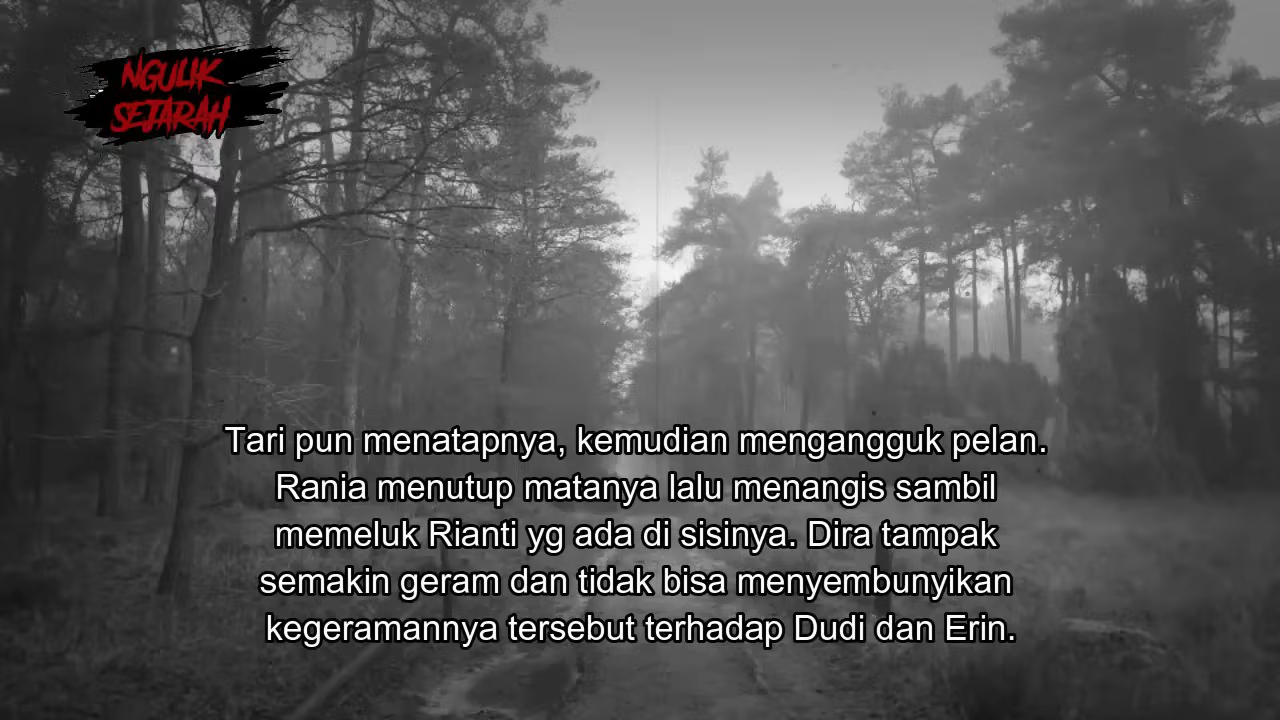 NGULIK
SEJARAH
Tari pun menatapnya, kemudian mengangguk pelan.
Rania menutup matanya lalu menangis sambil
memeluk Rianti yg ada di sisinya. Dira tampak
semakin geram dan tidak bisa menyembunyikan
kegeramannya tersebut terhadap Dudi dan Erin.